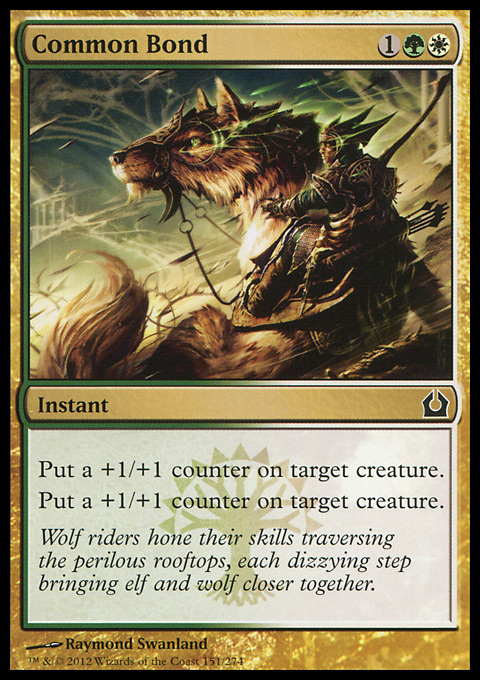 Common Bond 1
Instant
Put a +1/+1 counter on target creature.
Put a +1/+1 counter on target creature.
Wolf riders hone their skills traversing
the perilous rooftops, each dizzying step
bringing elf and wolf closer together.
Raymond Swanland
™ & © 2012 Wizards of the Coast 151/274